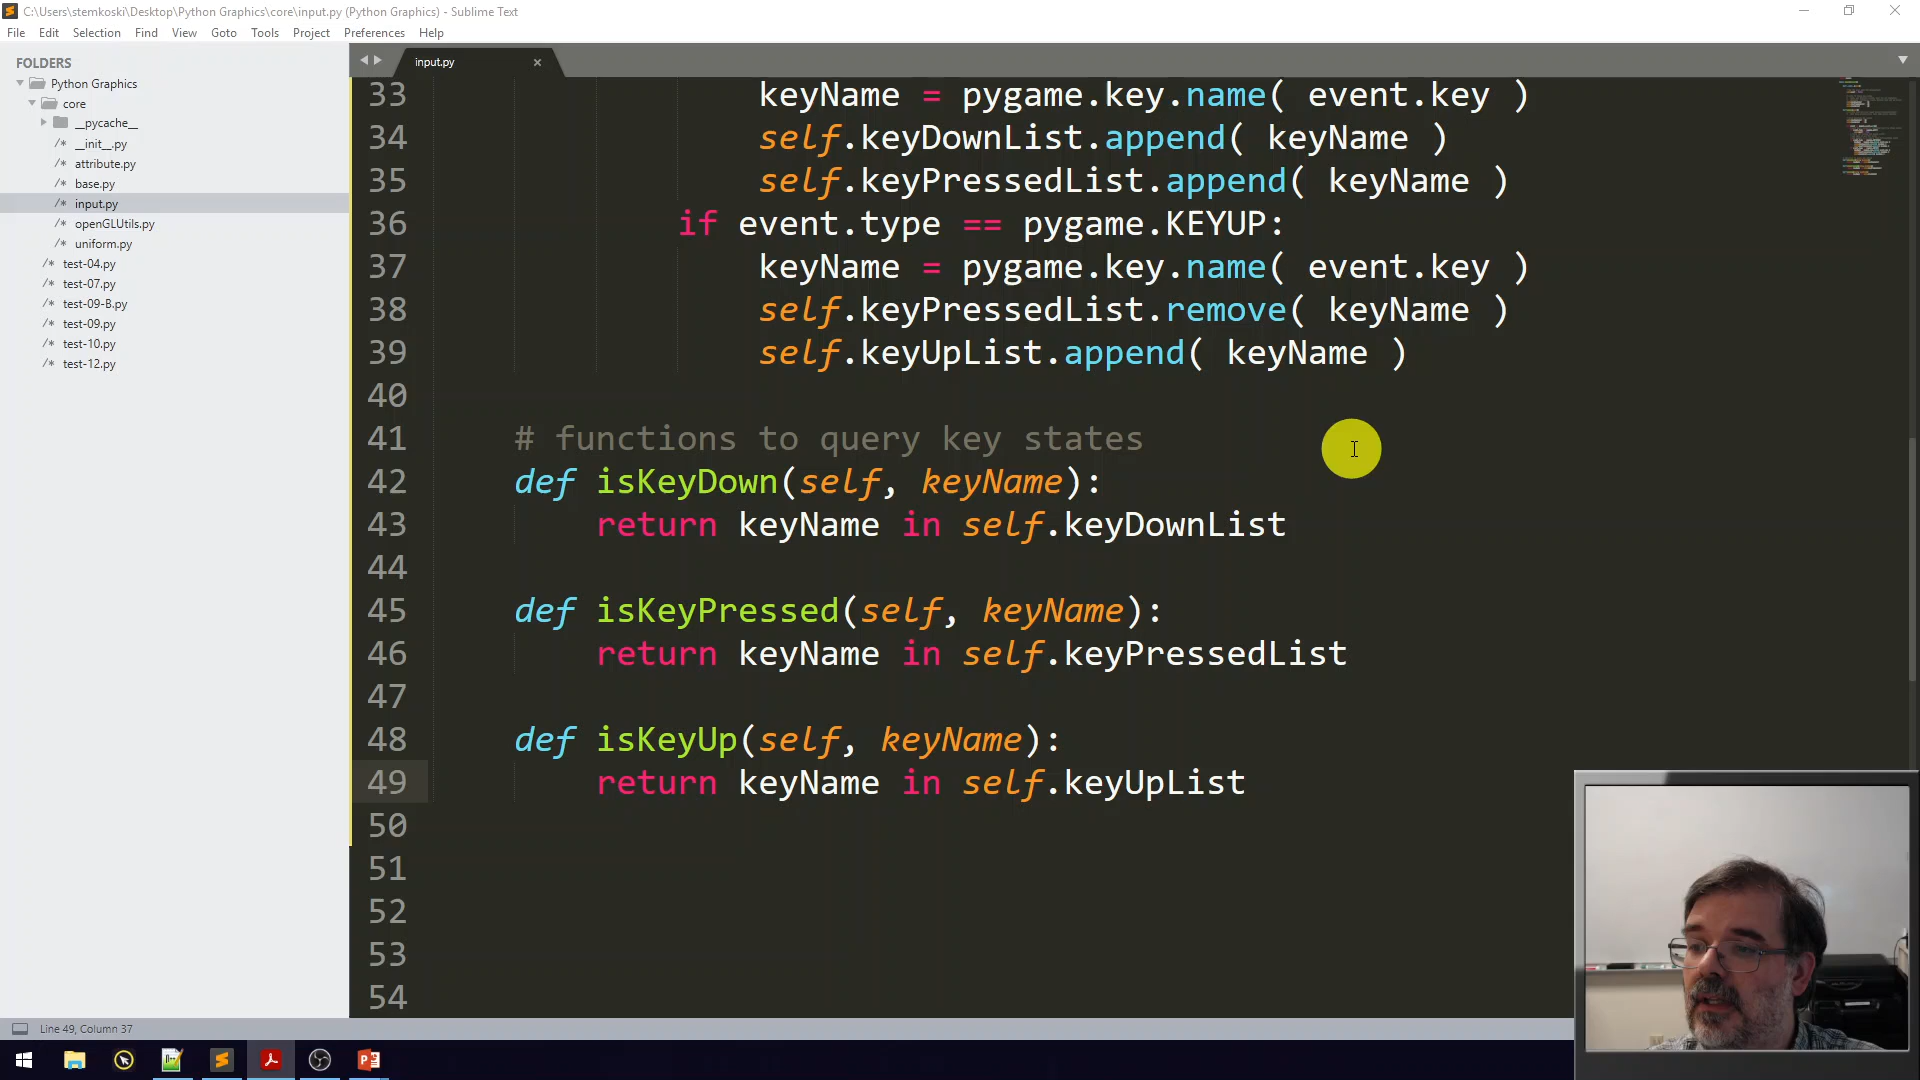 C:\Users\stemkoski\Desktop\Python Graphics\core\input.py (Python Graphics) - Sublime Text
File Edit Selection Find View Goto Tools Project Preferences Help
FOLDERS
Python Graphics
core
__pycache__
/* __init__.py
/* attribute.py
/* base.py
/* input.py
/* openGLUtils.py
/* uniform.py
/* test-04.py
/* test-07.py
/* test-09-B.py
/* test-09.py
/* test-10.py
/* test-12.py
input.py
33 keyName = pygame.key.name( event.key )
34 self.keyDownList.append( keyName )
35 self.keyPressedList.append( keyName )
36 if event.type == pygame.KEYUP:
37 keyName = pygame.key.name( event.key )
38 self.keyPressedList.remove( keyName )
39 self.keyUpList.append( keyName )
40
41 # functions to query key states
42 def isKeyDown(self, keyName):
43 return keyName in self.keyDownList
44
45 def isKeyPressed(self, keyName):
46 return keyName in self.keyPressedList
47
48 def isKeyUp(self, keyName):
49 return keyName in self.keyUpList
50
51
52
53
54
Line 49, Column 37